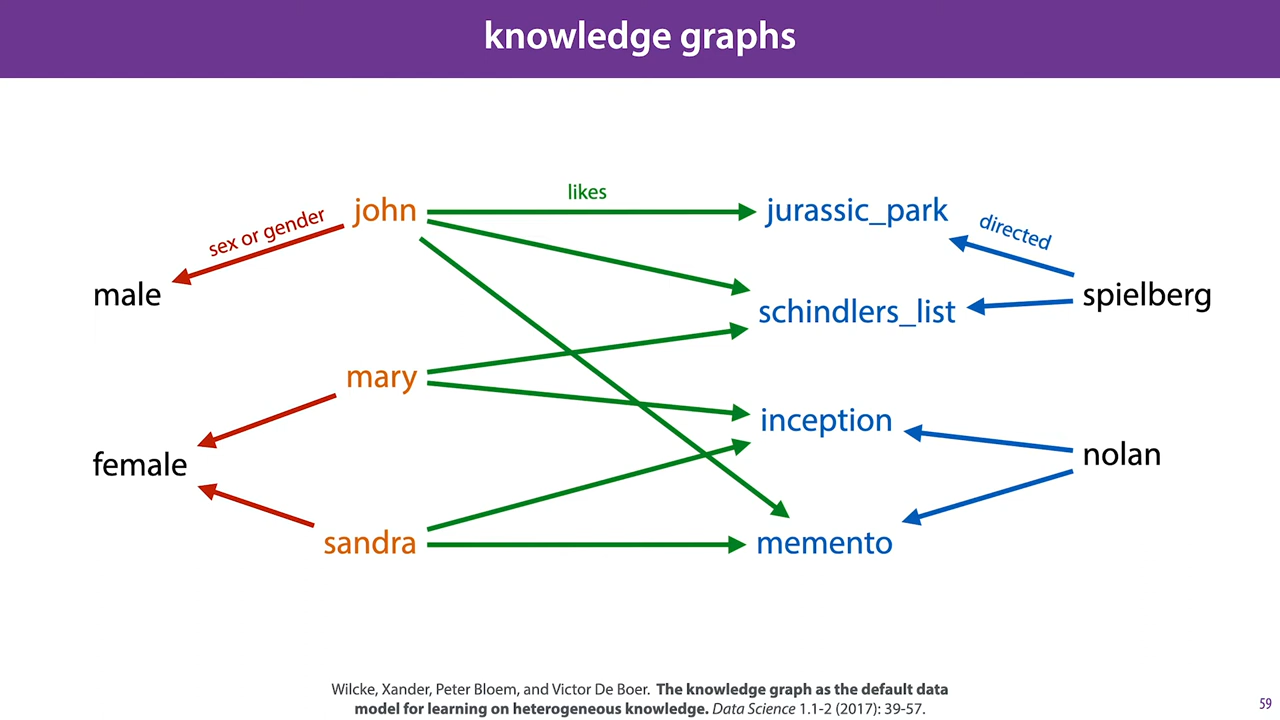 knowledge graphs
likes
john
jurassic_park
sex or gender
directed
male
spielberg
schindlers_list
mary
inception
female
nolan
sandra
memento
Wilcke, Xander, Peter Bloem, and Victor De Boer. The knowledge graph as the default data
model for learning on heterogeneous knowledge. Data Science 1.1-2 (2017): 39-57.
59